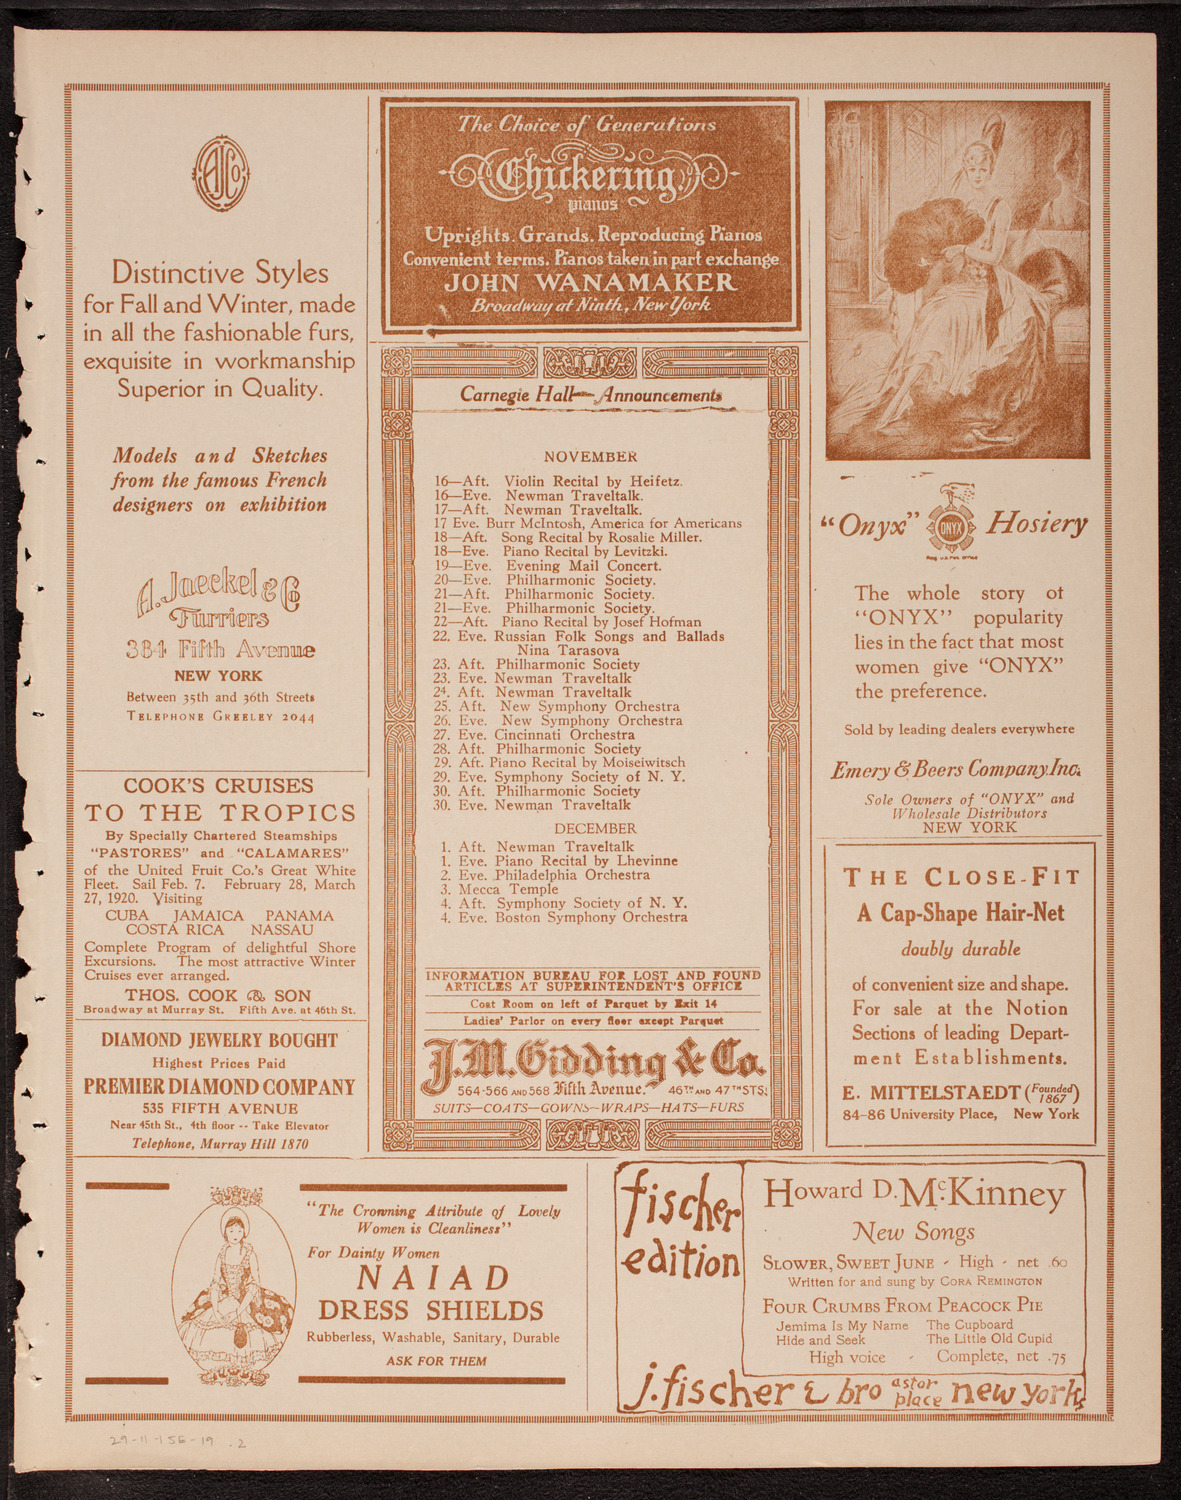 AJCo
Distinctive Styles
for Fall and Winter, made
in all the fashionable furs,
exquisite in workmanship
Superior in Quality.
Models and Sketches
from the famous French
designers on exhibition
A. Jaeckel & Co
Furriers
384 Fifth Avenue
NEW YORK
Between 35th and 36th Streets
TELEPHONE GREELEY 2044
COOK'S CRUISES
TO THE TROPICS
By Specially Chartered Steamships
"PASTORES" and "CALAMARES"
of the United Fruit Co.'s Great White
Fleet. Sail Feb. 7. February 28, March
27, 1920. Visiting
CUBA JAMAICA PANAMA
COSTA RICA NASSAU
Complete Program of delightful Shore
Excursions. The most attractive Winter
Cruises ever arranged.
THOS. COOK & SON
Broadway at Murray St. Fifth Ave. at 46th St.
DIAMOND JEWELRY BOUGHT
Highest Prices Paid
PREMIER DIAMOND COMPANY
535 FIFTH AVENUE
Near 45th St., 4th floor -- Take Elevator
Telephone, Murray Hill 1870
The Choice of Generations
Chickering
pianos
Uprights. Grands. Reproducing Pianos
Convenient terms. Pianos taken in part exchange
JOHN WANAMAKER
Broadway at Ninth, New York
Carnegie Hall—Announcements
NOVEMBER
16—Aft. Violin Recital by Heifetz.
16—Eve. Newman Traveltalk.
17—Aft. Newman Traveltalk.
17 Eve. Burr McIntosh, America for Americans
18—Aft. Song Recital by Rosalie Miller.
18—Eve. Piano Recital by Levitzki.
19—Eve. Evening Mail Concert.
20—Eve. Philharmonic Society.
21—Aft. Philharmonic Society.
21—Eve. Philharmonic Society.
22—Aft. Piano Recital by Josef Hofman
22. Eve. Russian Folk Songs and Ballads
Nina Tarasova
23. Aft. Philharmonic Society
23. Eve. Newman Traveltalk
24. Aft. Newman Traveltalk
25. Aft. New Symphony Orchestra
26. Eve. New Symphony Orchestra
27. Eve. Cincinnati Orchestra
28. Aft. Philharmonic Society
29. Aft. Piano Recital by Moiseiwitsch
29. Eve. Symphony Society of N. Y.
30. Aft. Philharmonic Society
30. Eve. Newman Traveltalk
DECEMBER
1. Aft. Newman Traveltalk
1. Eve. Piano Recital by Lhevinne
2. Eve. Philadelphia Orchestra
3. Mecca Temple
4. Aft. Symphony Society of N. Y.
4. Eve. Boston Symphony Orchestra
INFORMATION BUREAU FOR LOST AND FOUND
ARTICLES AT SUPERINTENDENT'S OFFICE
Coat Room on left of Parquet by Exit 14
Ladies' Parlor on every floor except Parquet
J. M. Gidding & Co.
564-566 AND 568 Fifth Avenue. 46TH AND 47TH STS.
SUITS—COATS—GOWNS—WRAPS—HATS—FURS
"Onyx" Hosiery
ONYX
Reg. U.S. Pat. Office
The whole story of
"ONYX" popularity
lies in the fact that most
women give "ONYX"
the preference.
Sold by leading dealers everywhere
Emery & Beers Company, Inc.
Sole Owners of "ONYX" and
Wholesale Distributors
NEW YORK
THE CLOSE-FIT
A Cap-Shape Hair-Net
doubly durable
of convenient size and shape.
For sale at the Notion
Sections of leading Depart-
ment Establishments.
E. MITTELSTAEDT (Founded 1867)
84-86 University Place, New York
"The Crowning Attribute of Lovely
Women is Cleanliness"
For Dainty Women
NAIAD
DRESS SHIELDS
Rubberless, Washable, Sanitary, Durable
ASK FOR THEM
fischer
edition
Howard D. McKinney
New Songs
SLOWER, SWEET JUNE - High - net .60
Written for and sung by CORA REMINGTON
FOUR CRUMBS FROM PEACOCK PIE
Jemima Is My Name The Cupboard
Hide and Seek The Little Old Cupid
High voice - Complete, net .75
j. fischer & bro astor place new york
29-11-15E-19 .2